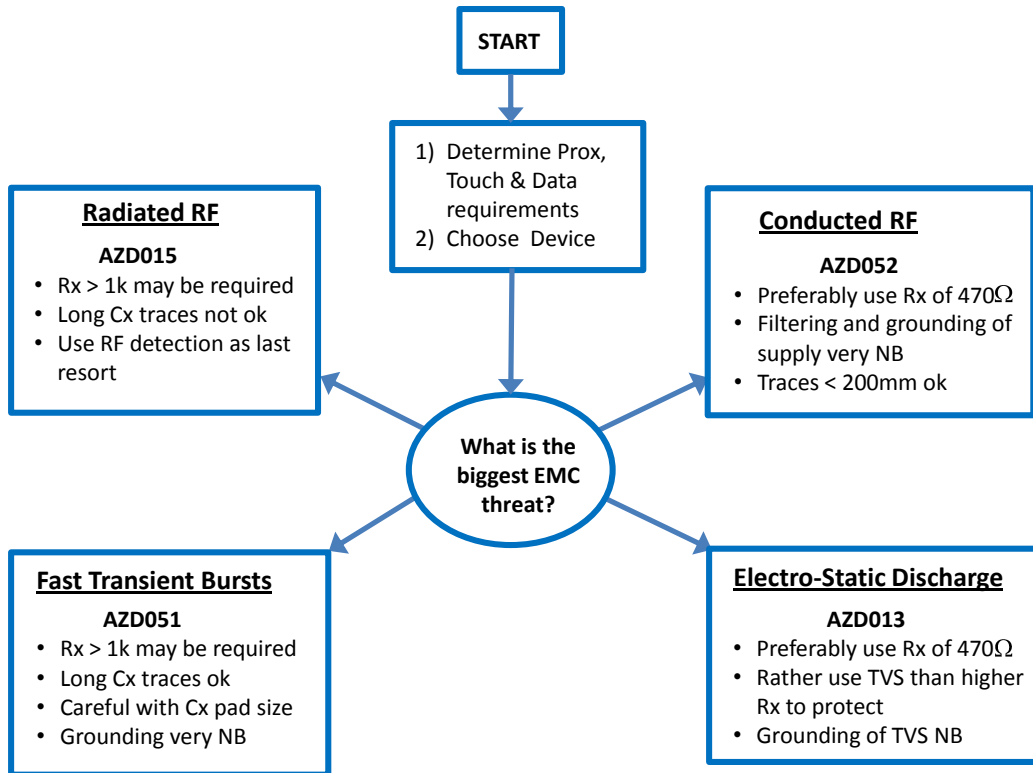 START
1) Determine Prox,
Touch & Data
requirements
2) Choose Device
Radiated RF
AZD015
• Rx > 1k may be required
• Long Cx traces not ok
• Use RF detection as last
resort
Conducted RF
AZD052
• Preferably use Rx of 470Ω
• Filtering and grounding of
supply very NB
• Traces < 200mm ok
What is the
biggest EMC
threat?
Fast Transient Bursts
AZD051
• Rx > 1k may be required
• Long Cx traces ok
• Careful with Cx pad size
• Grounding very NB
Electro-Static Discharge
AZD013
• Preferably use Rx of 470Ω
• Rather use TVS than higher
Rx to protect
• Grounding of TVS NB